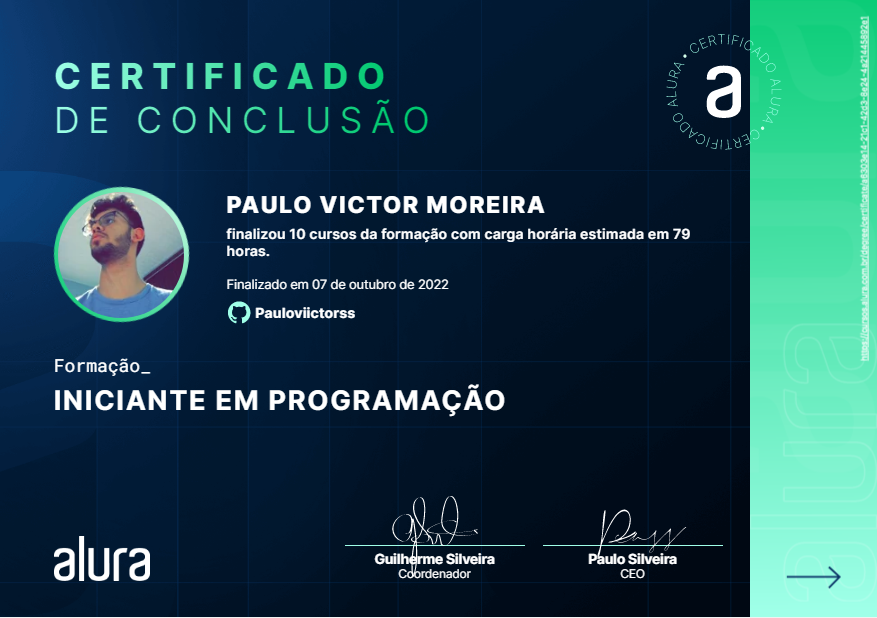 CERTIFICADO
DE CONCLUSÃO
CERTIFICADO ALURA • CERTIFICADO ALURA •
a
PAULO VICTOR MOREIRA
finalizou 10 cursos da formação com carga horária estimada em 79
horas.
Finalizado em 07 de outubro de 2022
Pauloviictorss
Formação_
INICIANTE EM PROGRAMAÇÃO
alura
Guilherme Silveira
Coordenador
Paulo Silveira
CEO
alura